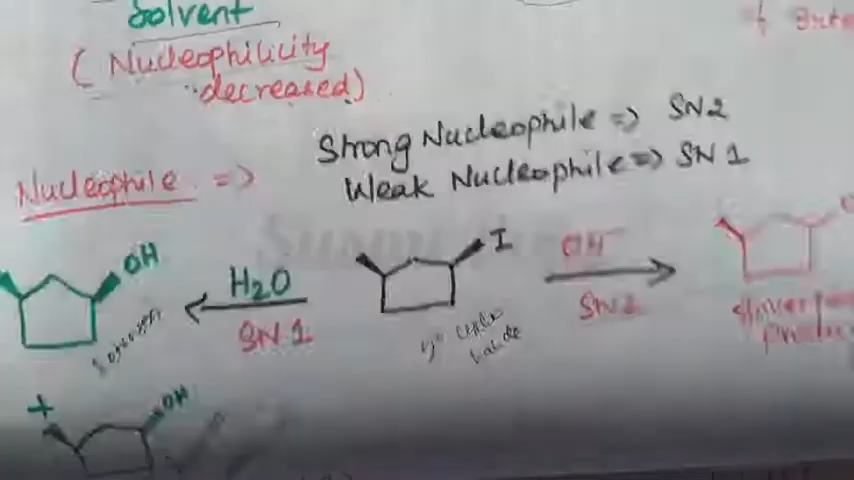 Solvent
( Nucleophilicity
decreased)
Strong Nucleophile => SN2
Weak Nucleophile => SN1
Nucleophile =>
OH
H2O
SN1
I
OH-
SN2
+
OH